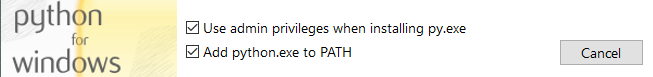 python
for
windows
Use admin privileges when installing py.exe
Add python.exe to PATH
Cancel